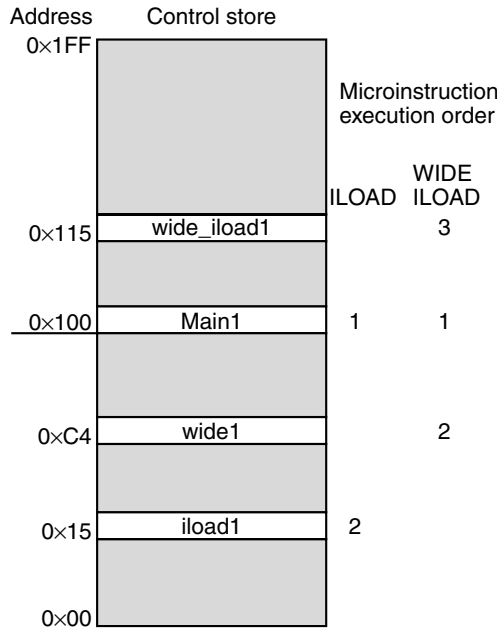 Address Control store
0×1FF
Microinstruction
execution order
WIDE
ILOAD ILOAD
0×115 wide_iload1 3
0×100 Main1 1 1
0×C4 wide1 2
0×15 iload1 2
0×00